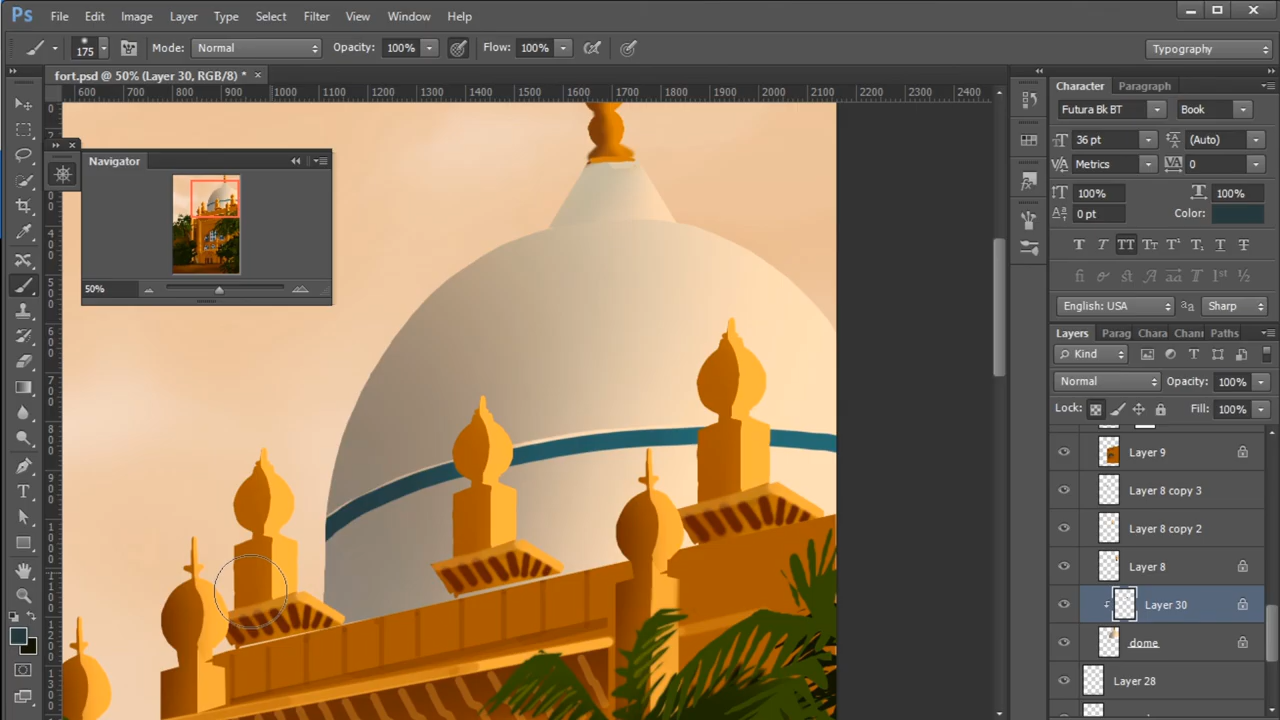 Ps File Edit Image Layer Type Select Filter View Window Help
175 Mode: Normal Opacity: 100% Flow: 100% Typography
fort.psd @ 50% (Layer 30, RGB/8) * ×
600 700 800 900 1000 1100 1200 1300 1400 1500 1600 1700 1800 1900 2000 2100 2200 2300 2400
Navigator
50%
Character Paragraph
Futura Bk BT Book
36 pt (Auto)
Metrics 0
100% 100%
0 pt Color:
English: USA Sharp
Layers Parag Chara Chann Paths
Kind
Normal Opacity: 100%
Lock: Fill: 100%
Layer 9
Layer 8 copy 3
Layer 8 copy 2
Layer 8
Layer 30
dome
Layer 28